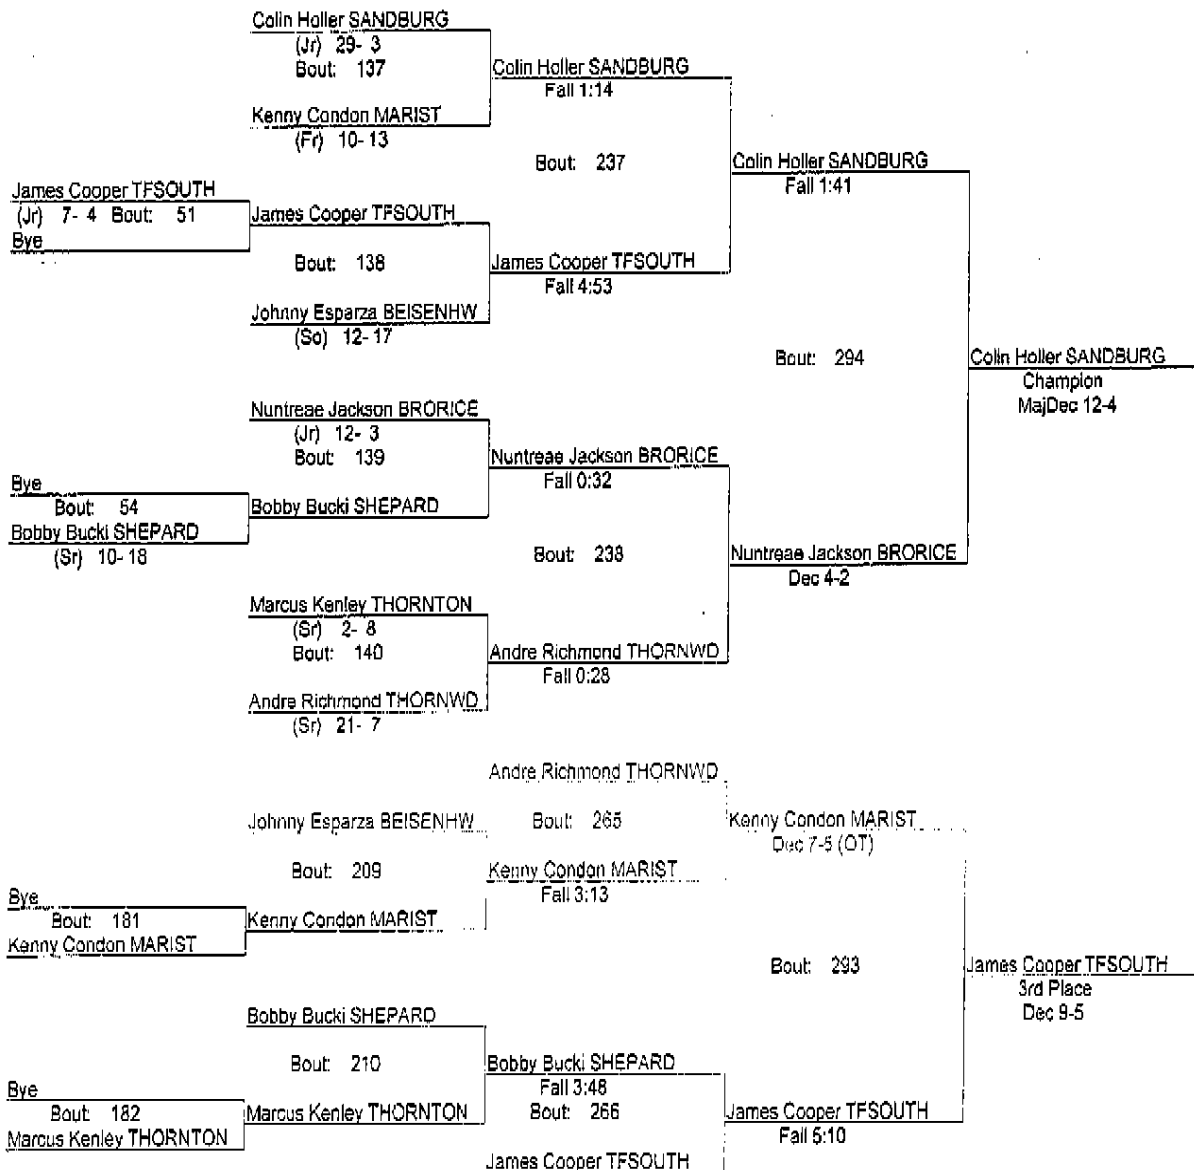 Colin Holler SANDBURG
(Jr) 29- 3
Bout: 137
Colin Holler SANDBURG
Fall 1:14
Kenny Condon MARIST
(Fr) 10- 13
Bout: 237
Colin Holler SANDBURG
Fall 1:41
James Cooper TFSOUTH
(Jr) 7- 4 Bout: 51
Bye
James Cooper TFSOUTH
Bout: 138
James Cooper TFSOUTH
Fall 4:53
Johnny Esparza BEISENHW
(So) 12- 17
Bout: 294
Colin Holler SANDBURG
Champion
MajDec 12-4
Nuntreae Jackson BRORICE
(Jr) 12- 3
Bout: 139
Nuntreae Jackson BRORICE
Fall 0:32
Bye
Bout: 54
Bobby Bucki SHEPARD
(Sr) 10- 18
Bobby Bucki SHEPARD
Bout: 238
Nuntreae Jackson BRORICE
Dec 4-2
Marcus Kenley THORNTON
(Sr) 2- 8
Bout: 140
Andre Richmond THORNWD
Fall 0:28
Andre Richmond THORNWD
(Sr) 21- 7
Andre Richmond THORNWD
Johnny Esparza BEISENHW
Bout: 265
Kenny Condon MARIST
Dec 7-5 (OT)
Bout: 209
Kenny Condon MARIST
Fall 3:13
Bye
Bout: 181
Kenny Condon MARIST
Kenny Condon MARIST
Bout: 293
James Cooper TFSOUTH
3rd Place
Dec 9-5
Bobby Bucki SHEPARD
Bout: 210
Bobby Bucki SHEPARD
Fall 3:48
Bye
Bout: 182
Marcus Kenley THORNTON
Marcus Kenley THORNTON
Bout: 266
James Cooper TFSOUTH
Fall 5:10
James Cooper TFSOUTH